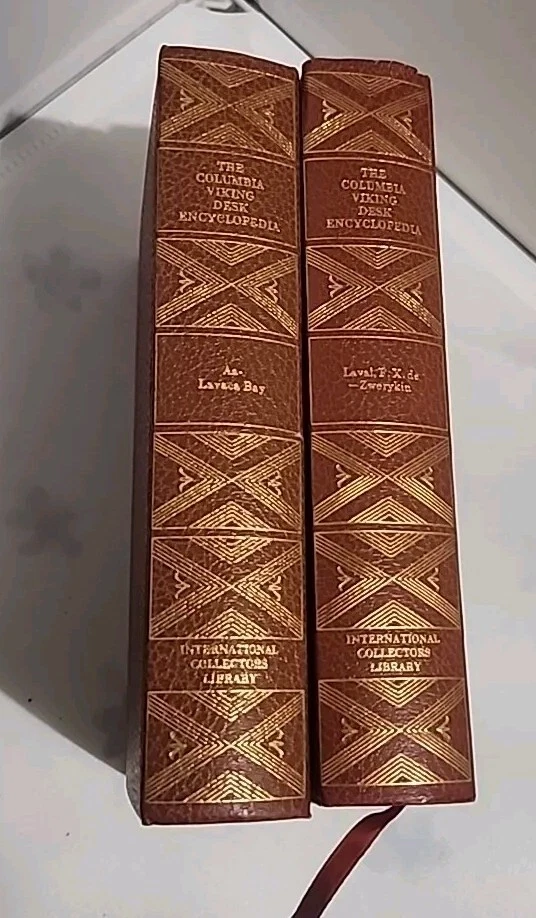 THE
COLUMBIA
VIKING
DESK
ENCYCLOPEDIA
Aa-
Lavaca Bay
INTERNATIONAL
COLLECTORS
LIBRARY
THE
COLUMBIA
VIKING
DESK
ENCYCLOPEDIA
Laval, F. X. de
—Zworykin
INTERNATIONAL
COLLECTORS
LIBRARY